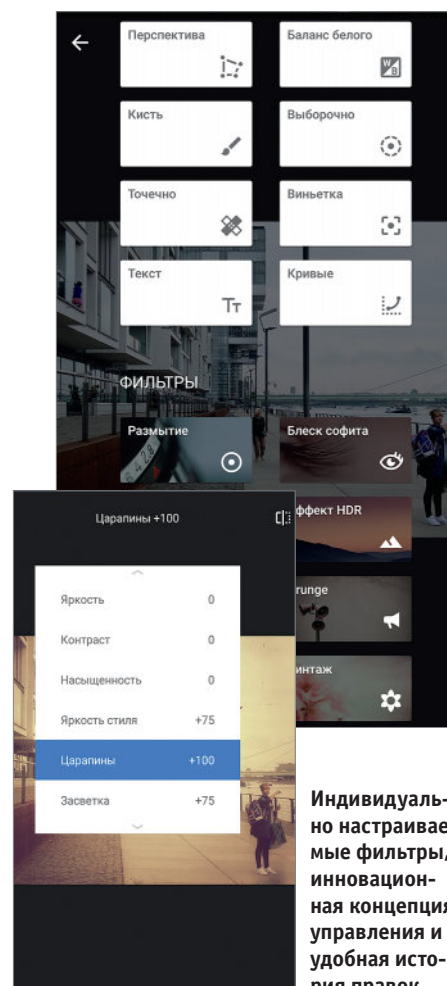 Перспектива
Баланс белого
W
B
Кисть
Выборочно
Точечно
Виньетка
Текст
Тт
Кривые
ФИЛЬТРЫ
Размытие
Блеск софита
ффект HDR
runge
интаж
Царапины +100
Яркость 0
Контраст 0
Насыщенность 0
Яркость стиля +75
Царапины +100
Засветка +75
Индивидуаль-
но настраивае
мые фильтры,
инновацион-
ная концепция
управления и
удобная исто-
рия правок